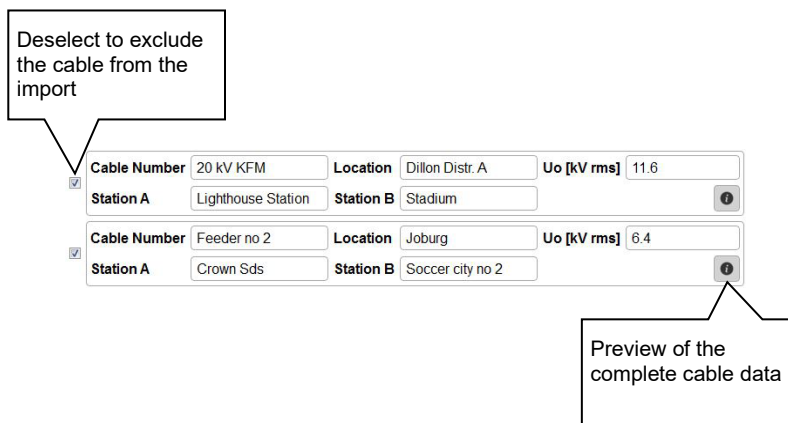 Deselect to exclude
the cable from the
import
Cable Number 20 kV KFM Location Dillon Distr. A Uo [kV rms] 11.6
Station A Lighthouse Station Station B Stadium
Cable Number Feeder no 2 Location Joburg Uo [kV rms] 6.4
Station A Crown Sds Station B Soccer city no 2
Preview of the
complete cable data